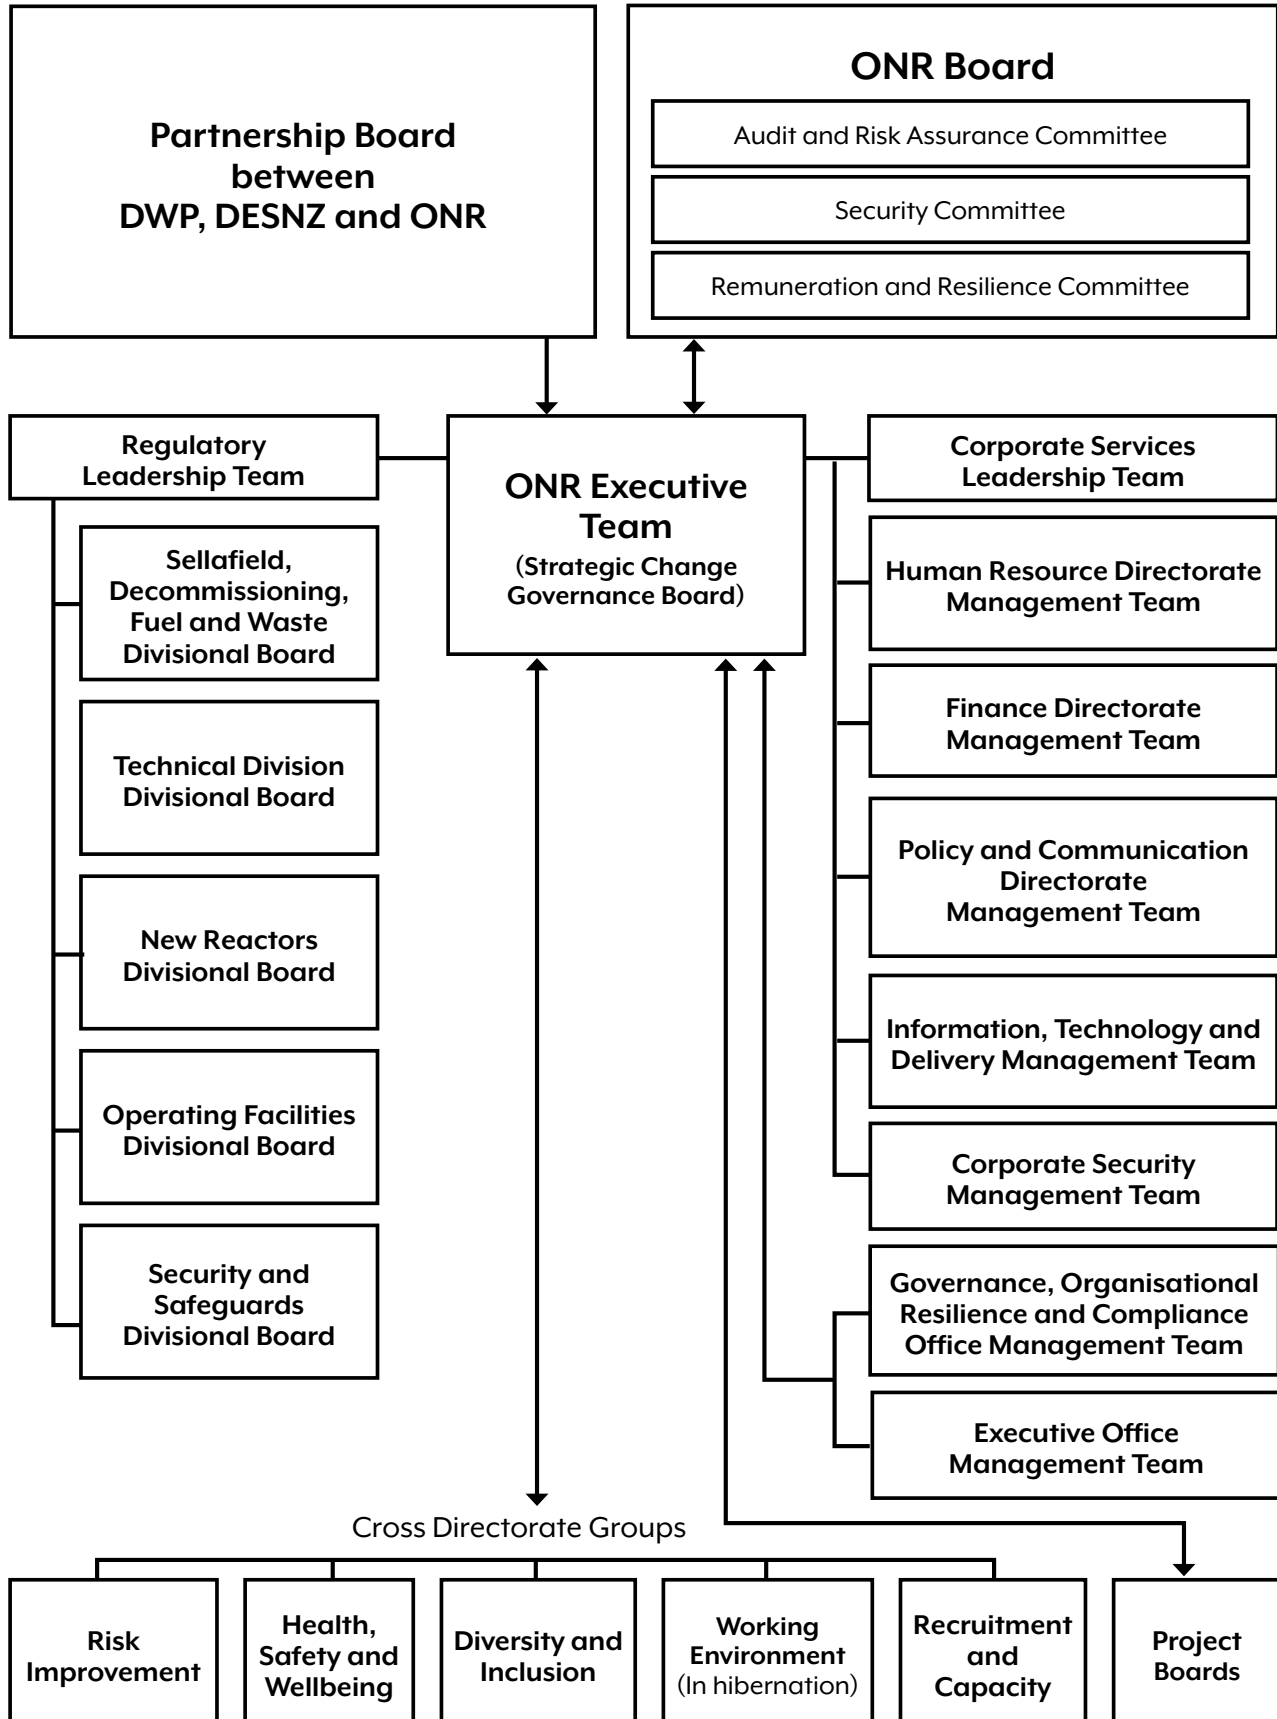 Partnership Board
between
DWP, DESNZ and ONR
ONR Board
Audit and Risk Assurance Committee
Security Committee
Remuneration and Resilience Committee
Regulatory
Leadership Team
ONR Executive
Team
(Strategic Change
Governance Board)
Corporate Services
Leadership Team
Sellafield,
Decommissioning,
Fuel and Waste
Divisional Board
Technical Division
Divisional Board
New Reactors
Divisional Board
Operating Facilities
Divisional Board
Security and
Safeguards
Divisional Board
Human Resource Directorate
Management Team
Finance Directorate
Management Team
Policy and Communication
Directorate
Management Team
Information, Technology and
Delivery Management Team
Corporate Security
Management Team
Governance, Organisational
Resilience and Compliance
Office Management Team
Executive Office
Management Team
Cross Directorate Groups
Risk
Improvement
Health,
Safety and
Wellbeing
Diversity and
Inclusion
Working
Environment
(In hibernation)
Recruitment
and
Capacity
Project
Boards